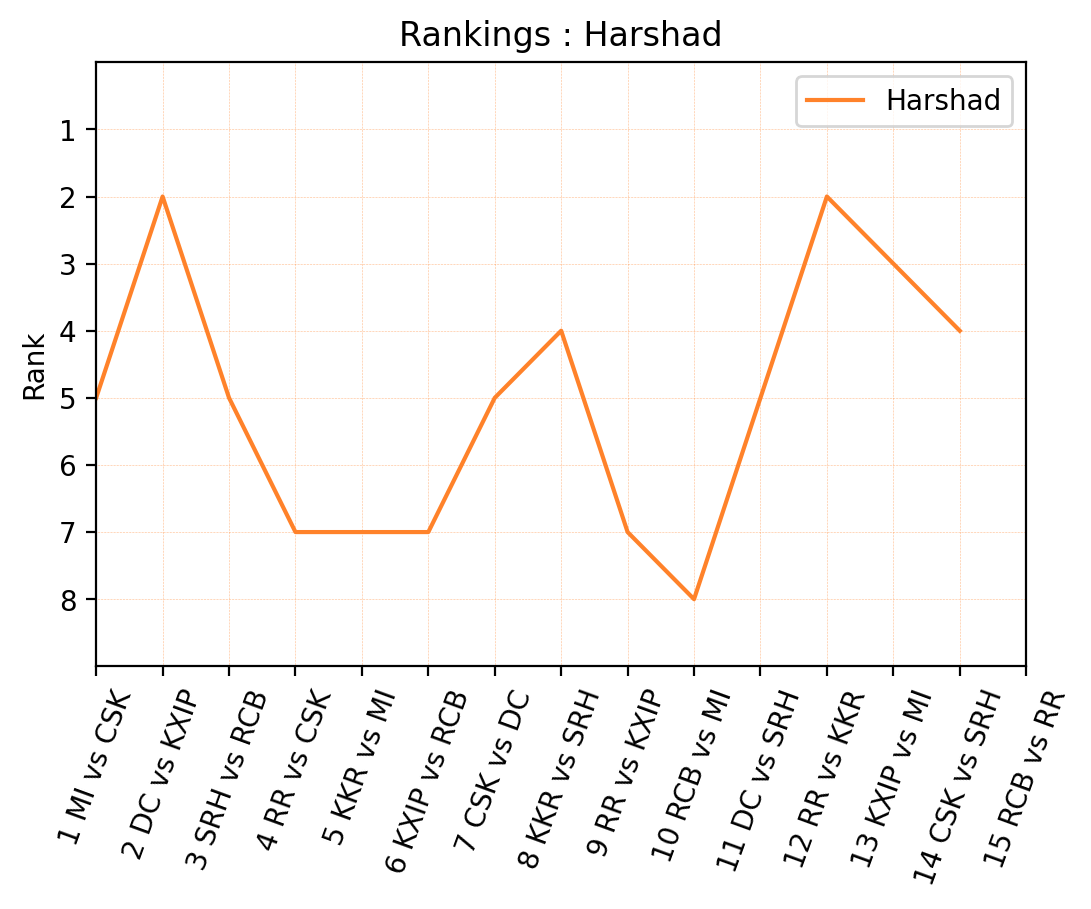 Rankings : Harshad
Harshad
Rank
1
2
3
4
5
6
7
8
1 MI vs CSK
2 DC vs KXIP
3 SRH vs RCB
4 RR vs CSK
5 KKR vs MI
6 KXIP vs RCB
7 CSK vs DC
8 KKR vs SRH
9 RR vs KXIP
10 RCB vs MI
11 DC vs SRH
12 RR vs KKR
13 KXIP vs MI
14 CSK vs SRH
15 RCB vs RR